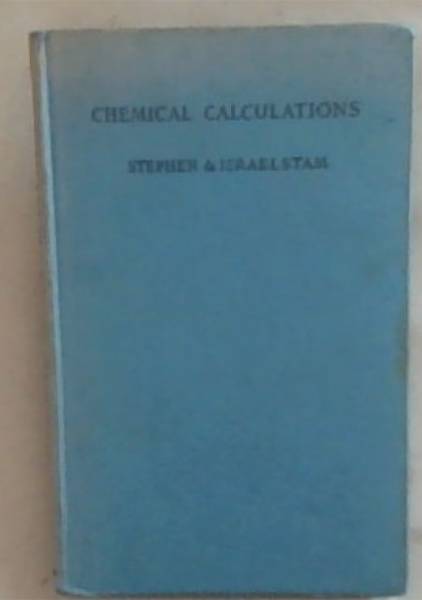 CHEMICAL CALCULATIONS
STEPHEN & ISRAELSTAM